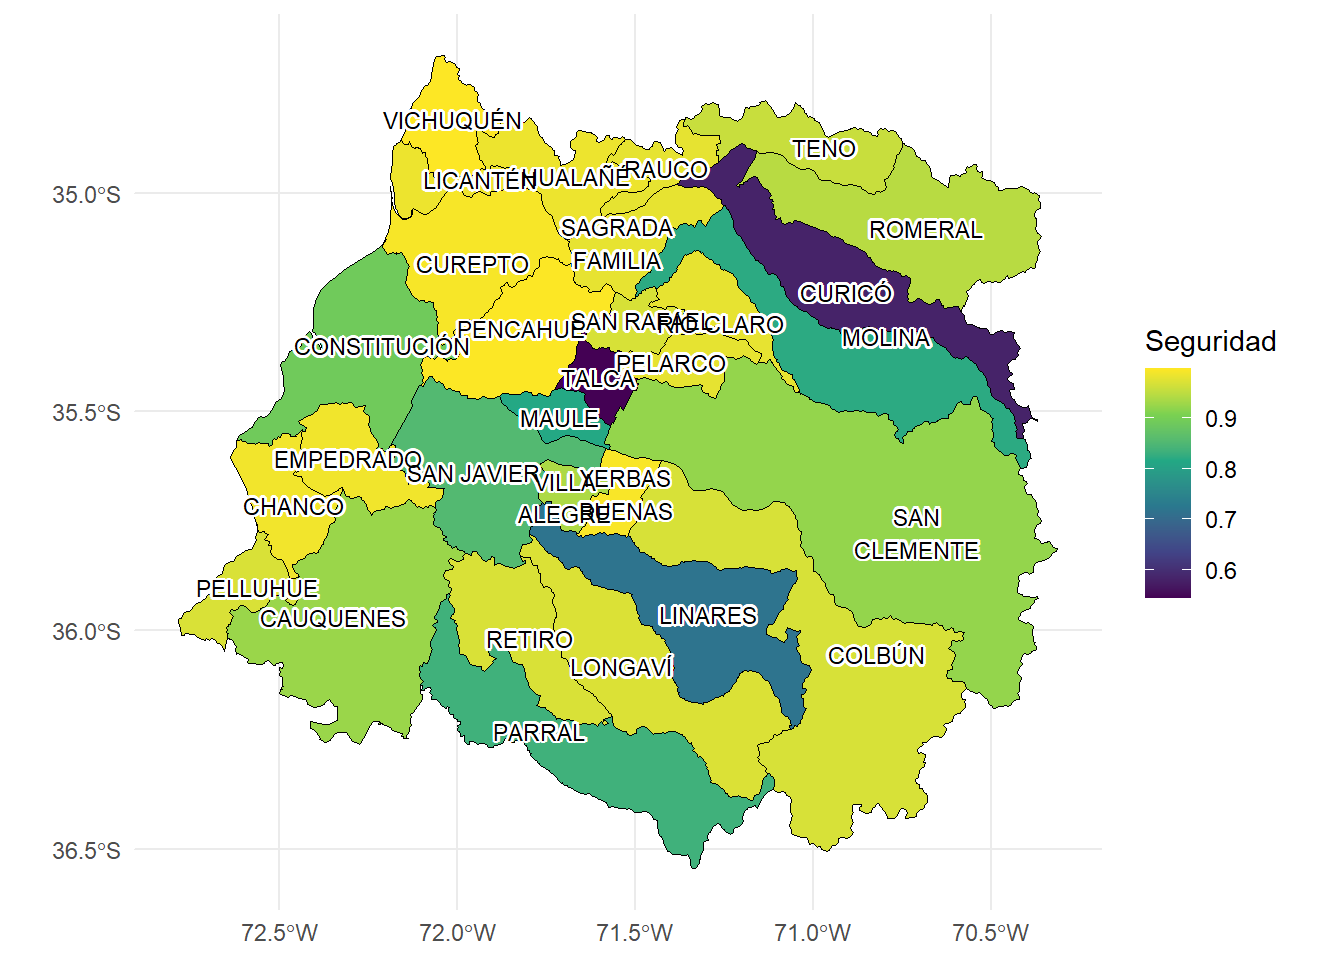 VICHUQUÉN
TENO
RAUCO
LICANTÉN
HUALAÑÉ
35.0°S
SAGRADA
FAMILIA
ROMERAL
CUREPTO
CURICÓ
PENCAHUE
SAN RAFAEL
RÍO CLARO
MOLINA
CONSTITUCIÓN
PELARCO
TALCA
35.5°S
MAULE
EMPEDRADO
SAN JAVIER
VILLA
ALEGRE
YERBAS
BUENAS
CHANCO
SAN
CLEMENTE
PELLUHUE
CAUQUENES
LINARES
36.0°S
RETIRO
COLBÚN
LONGAVÍ
PARRAL
36.5°S
72.5°W
72.0°W
71.5°W
71.0°W
70.5°W
Seguridad
0.9
0.8
0.7
0.6